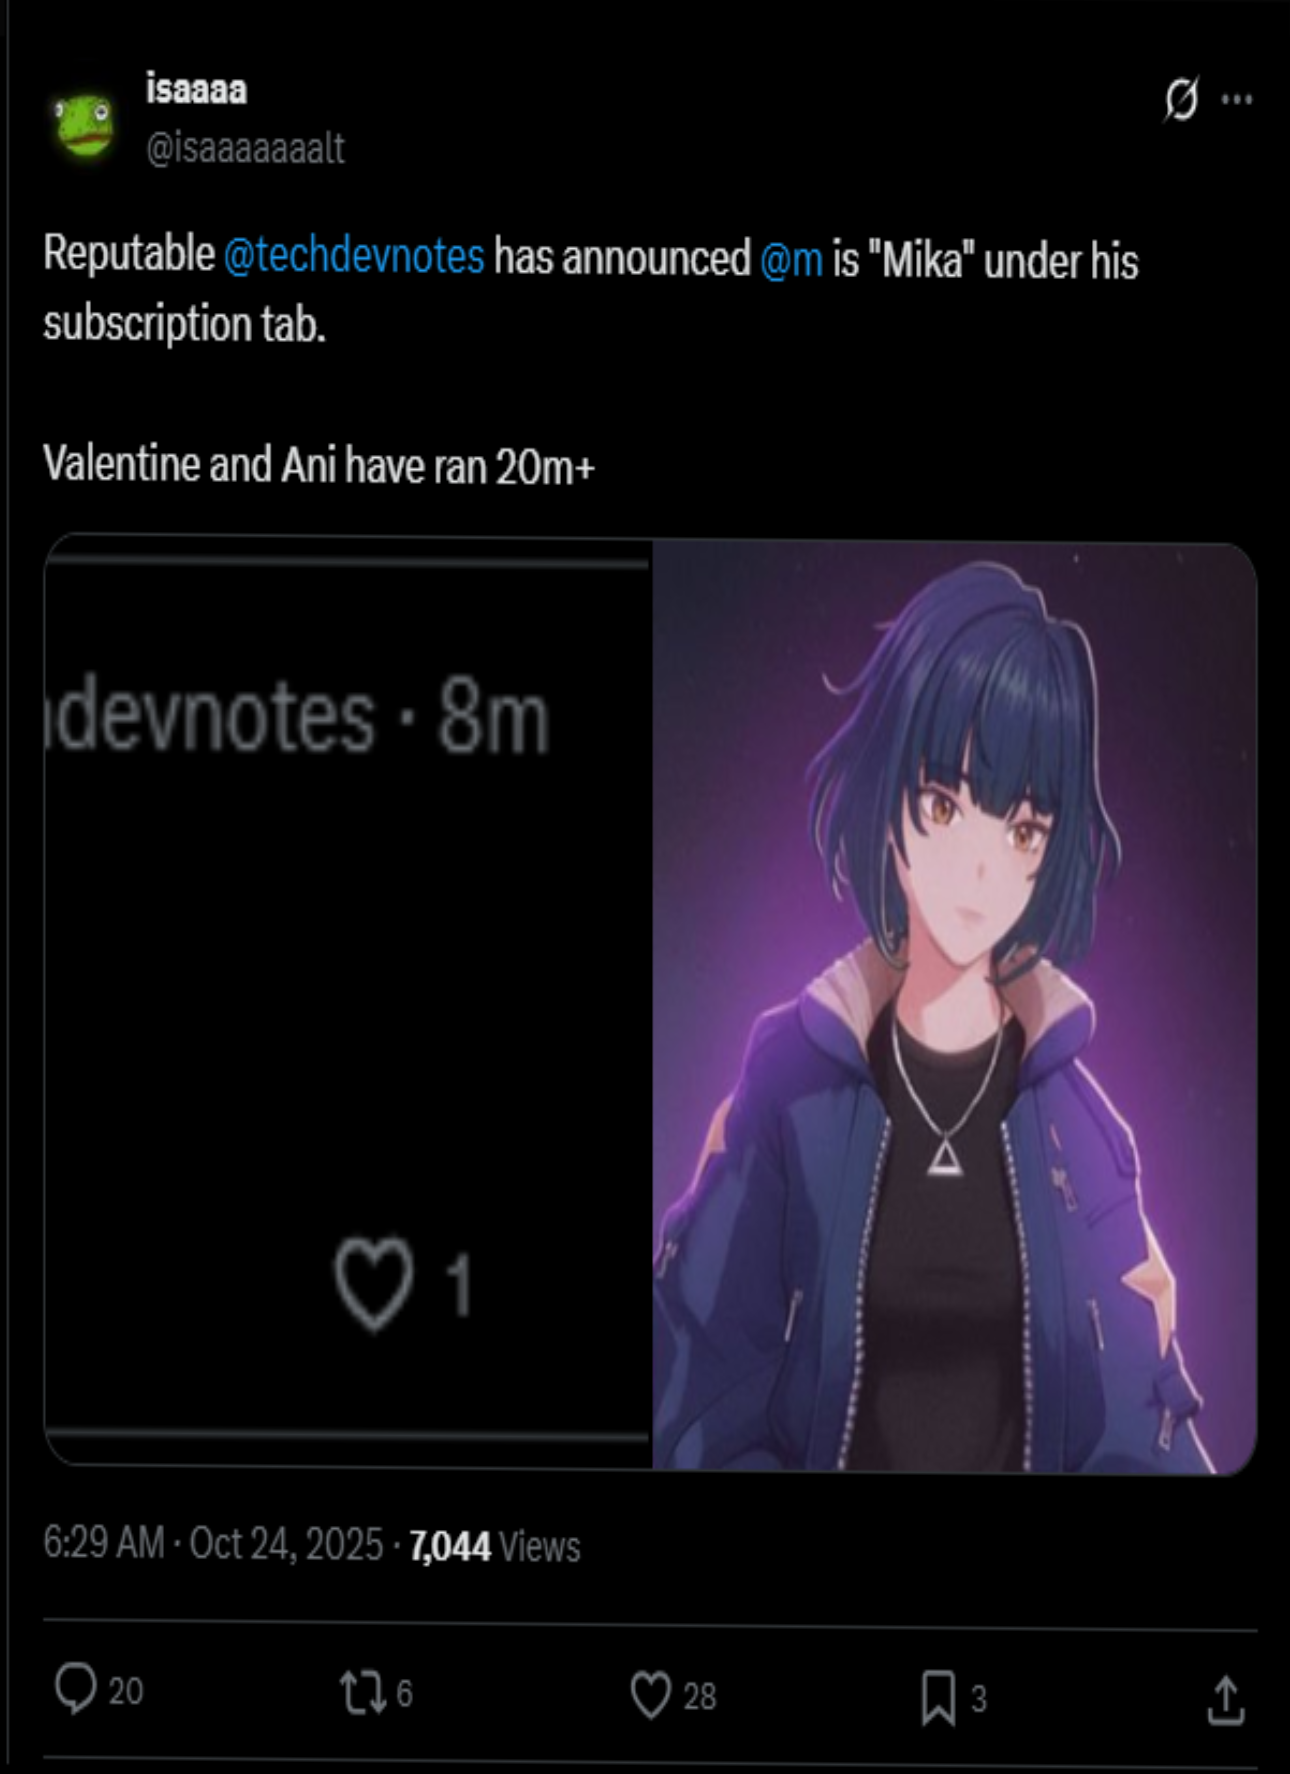 isaaaa
@isaaaaaaalt
Reputable @techdevnotes has announced @m is "Mika" under his
subscription tab.
Valentine and Ani have ran 20m+
devnotes · 8m
1
6:29 AM · Oct 24, 2025 · 7,044 Views
20 6 28 3